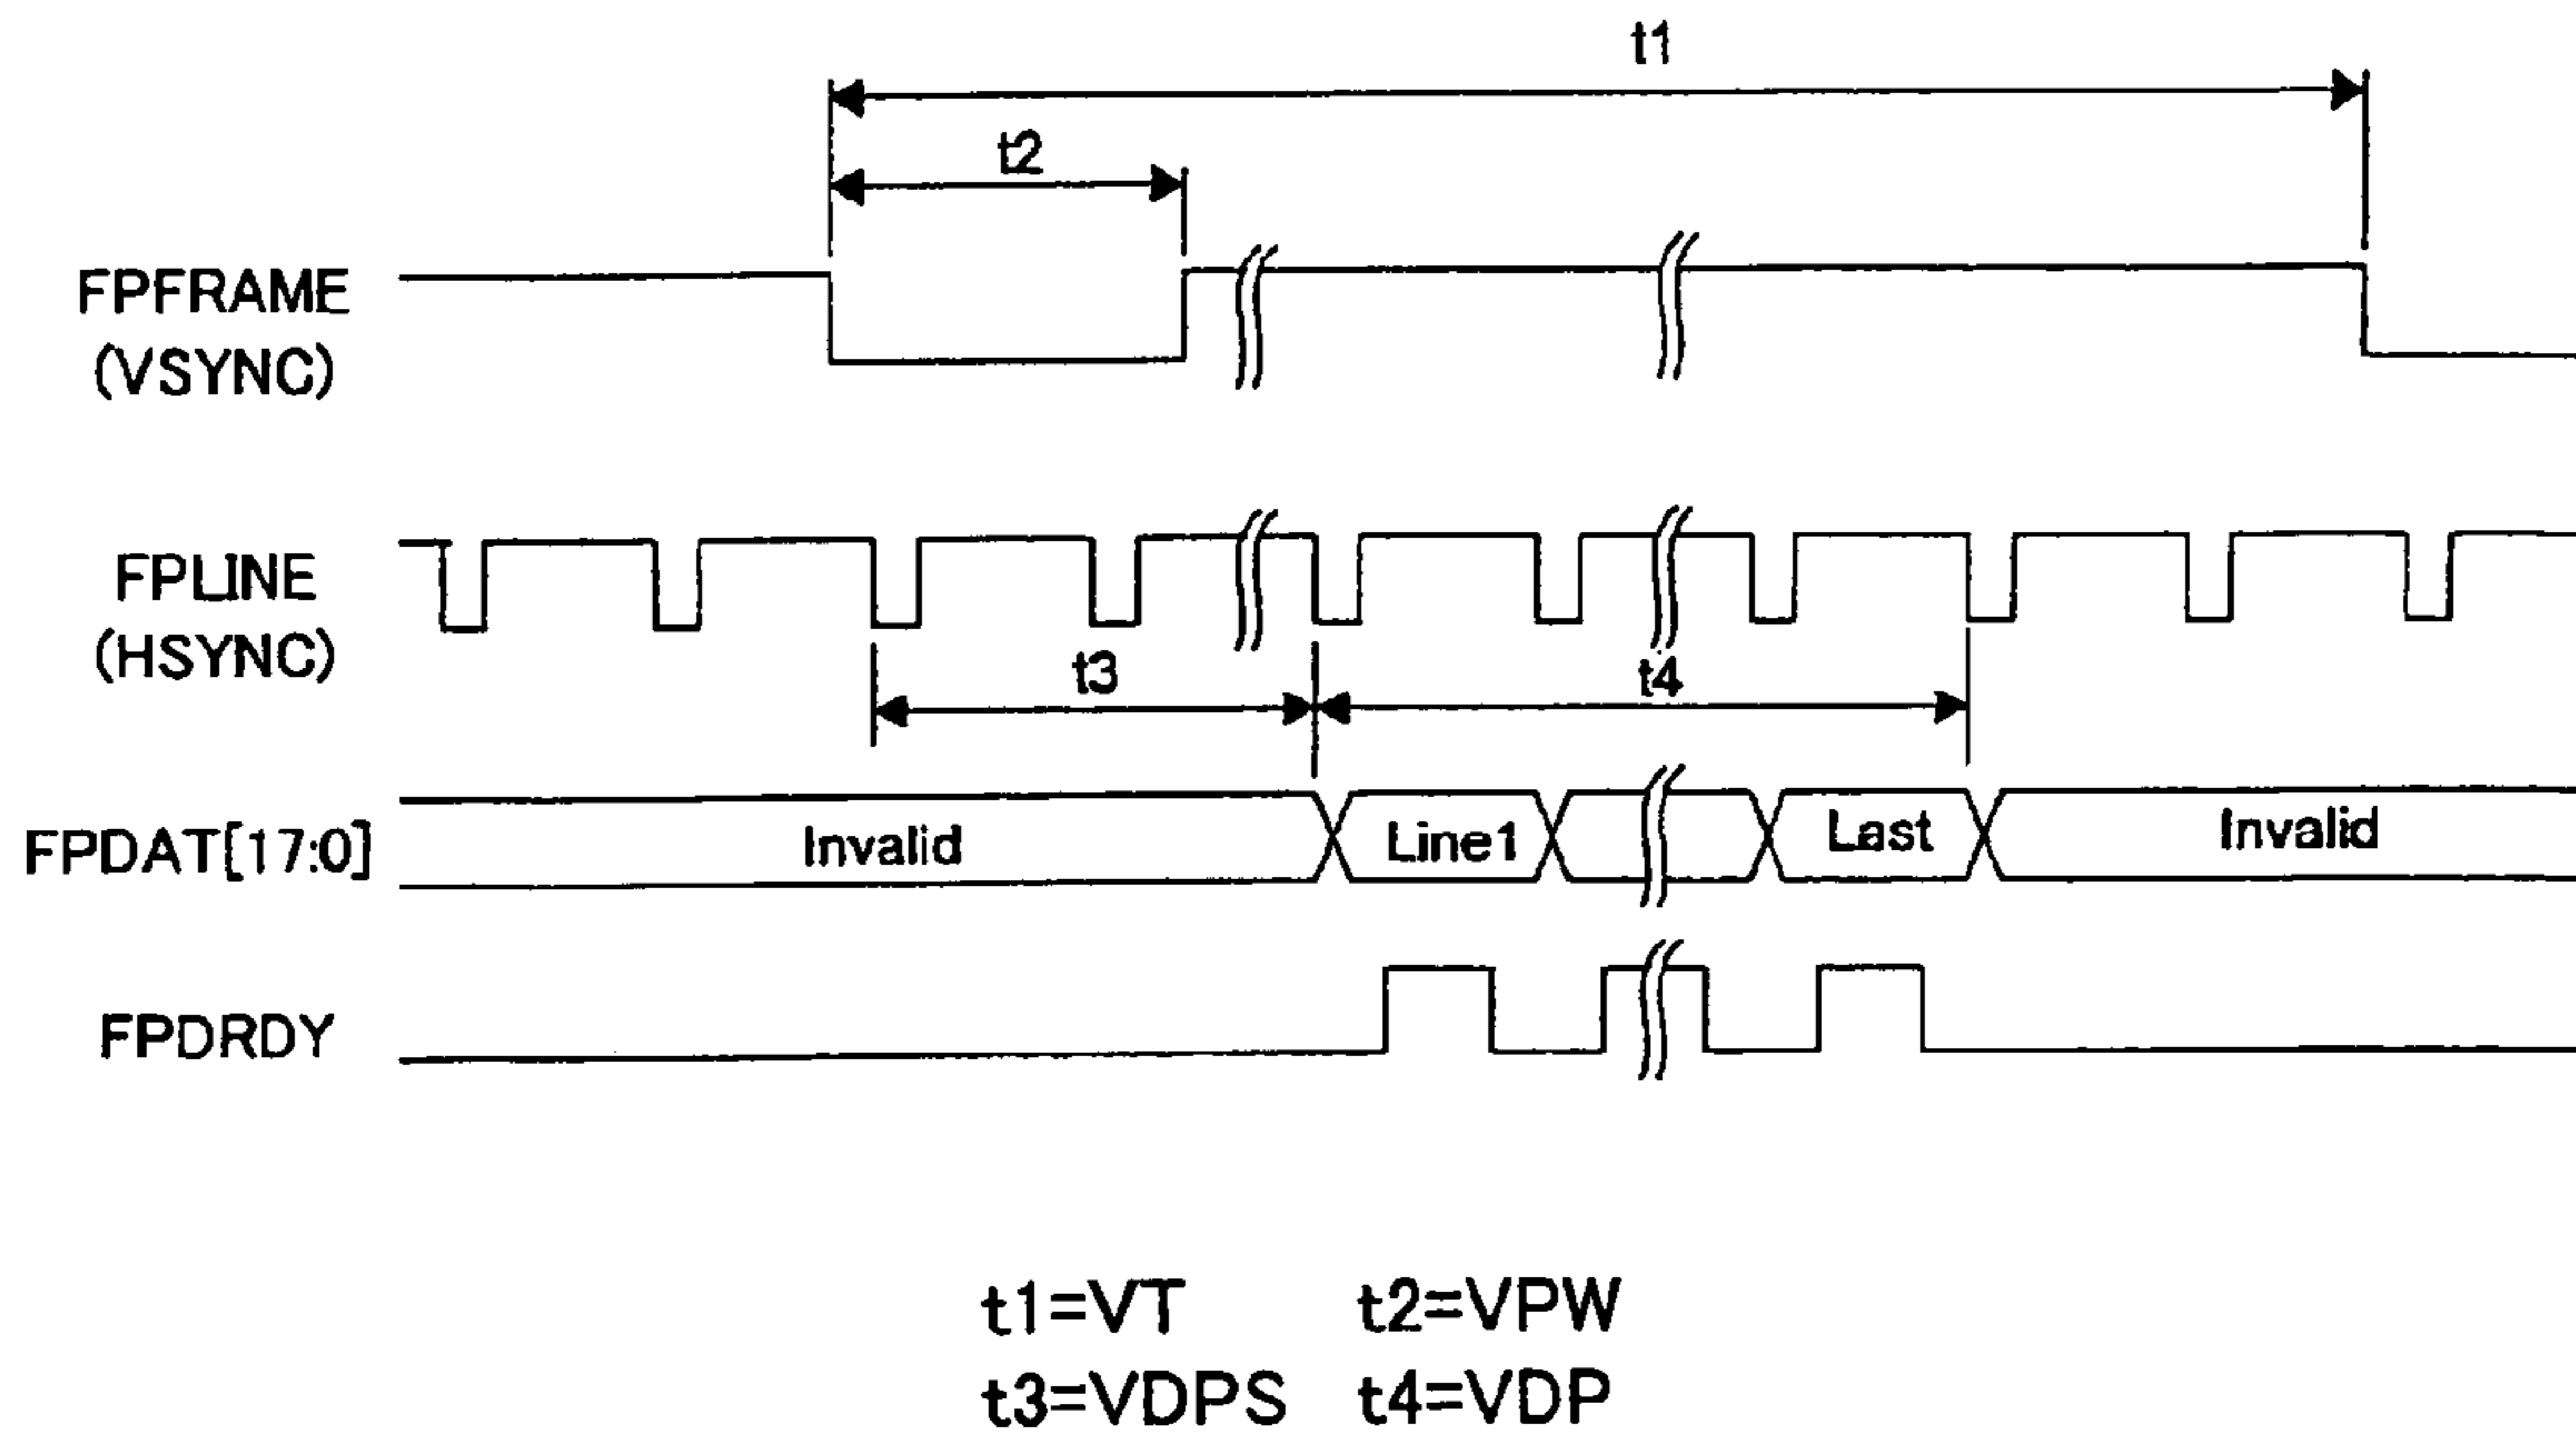 t1
t2
FPFRAME
(VSYNC)
FPLINE
(HSYNC)
t3
t4
FPDAT[17:0]
Invalid
Line1
Last
Invalid
FPDRDY
t1=VT t2=VPW
t3=VDPS t4=VDP